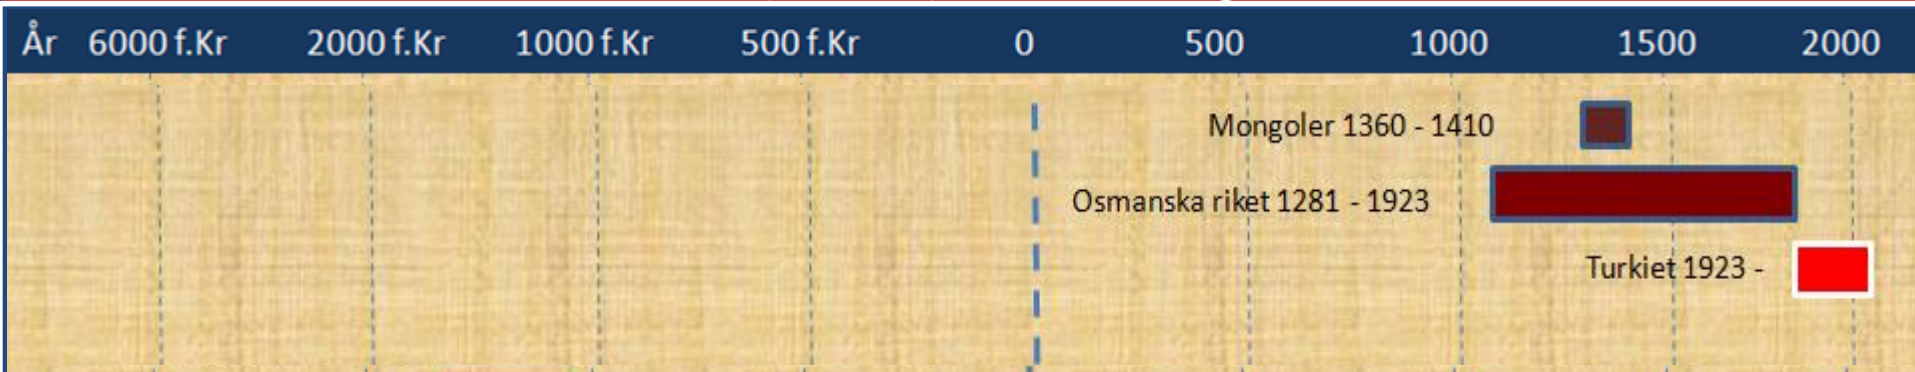 År 6000 f.Kr 2000 f.Kr 1000 f.Kr 500 f.Kr 0 500 1000 1500 2000
Mongoler 1360 - 1410
Osmanska riket 1281 - 1923
Turkiet 1923 -